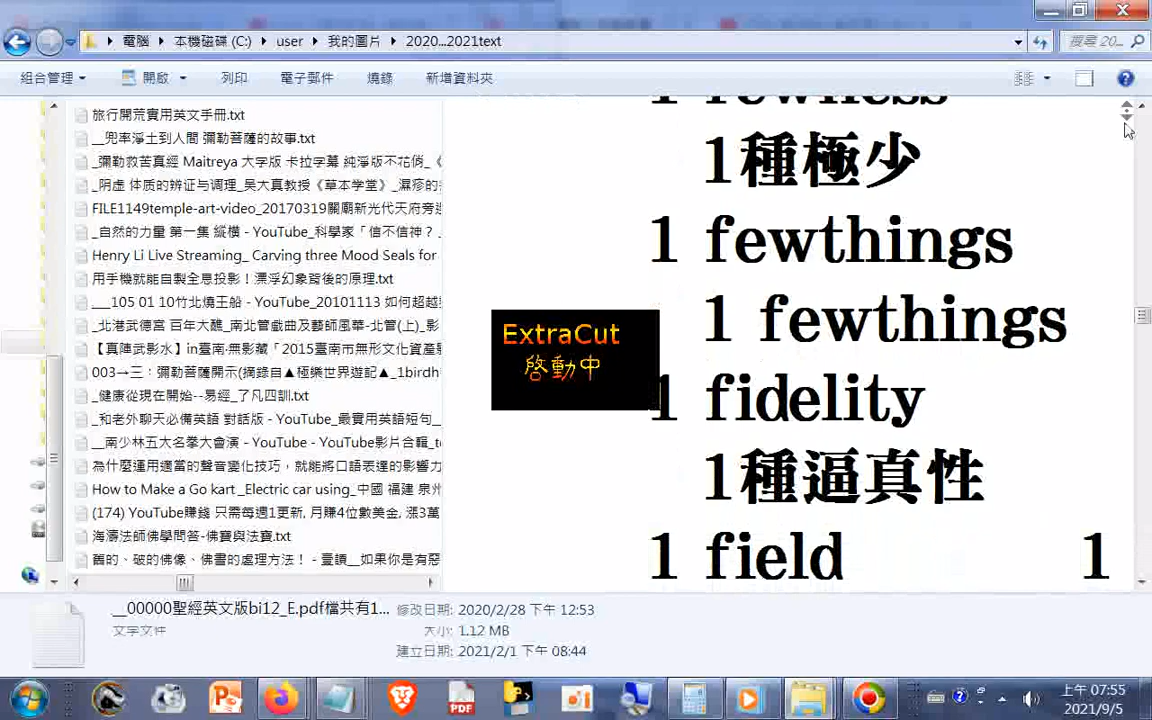 電腦 本機磁碟 (C:) user 我的圖片 2020...2021text
搜尋 20...
組合管理 開啟 列印 電子郵件 燒錄 新增資料夾
旅行開荒實用英文手冊.txt
__兜率淨土到人間 彌勒菩薩的故事.txt
_彌勒救苦真經 Maitreya 大字版 卡拉字幕 純淨版不花俏_《
_阴虚 体质的辨证与调理_吴大真教授《草本学堂》_濕疹的
FILE1149temple-art-video_20170319關廟新光代天府旁邊
_自然的力量 第一集 縱橫 - YouTube_科學家「信不信神？
Henry Li Live Streaming_ Carving three Mood Seals for
用手機就能自製全息投影！漂浮幻象背後的原理.txt
___105 01 10竹北燒王船 - YouTube_20101113 如何超越
_北港武德宮 百年大醮_南北管戲曲及藝師風華-北管(上)_影
【真陣武影水】in臺南·無影藏「2015臺南市無形文化資產
003→三：彌勒菩薩開示(摘錄自▲極樂世界遊記▲_1birdh
_健康從現在開始--易經_了凡四訓.txt
_和老外聊天必備英語 對話版 - YouTube_最實用英語短句_
__南少林五大名拳大會演 - YouTube - YouTube影片合輯_t
為什麼運用適當的聲音變化技巧，就能將口語表達的影響力
How to Make a Go kart _Electric car using_中國 福建 泉州
(174) YouTube賺錢 只需每週1更新, 月賺4位數美金, 漲3萬
海濤法師佛學問答-佛寶與法寶.txt
舊的、破的佛像、佛書的處理方法！ - 壹讀__如果你是有惡
1 fewness
1種極少
1 fewthings
1 fewthings
1 fidelity
1種逼真性
1 field 1
ExtraCut
啓動中
__00000聖經英文版bi12_E.pdf檔共有1... 修改日期: 2020/2/28 下午 12:53
文字文件 大小: 1.12 MB
建立日期: 2021/2/1 下午 08:44
上午 07:55
2021/9/5